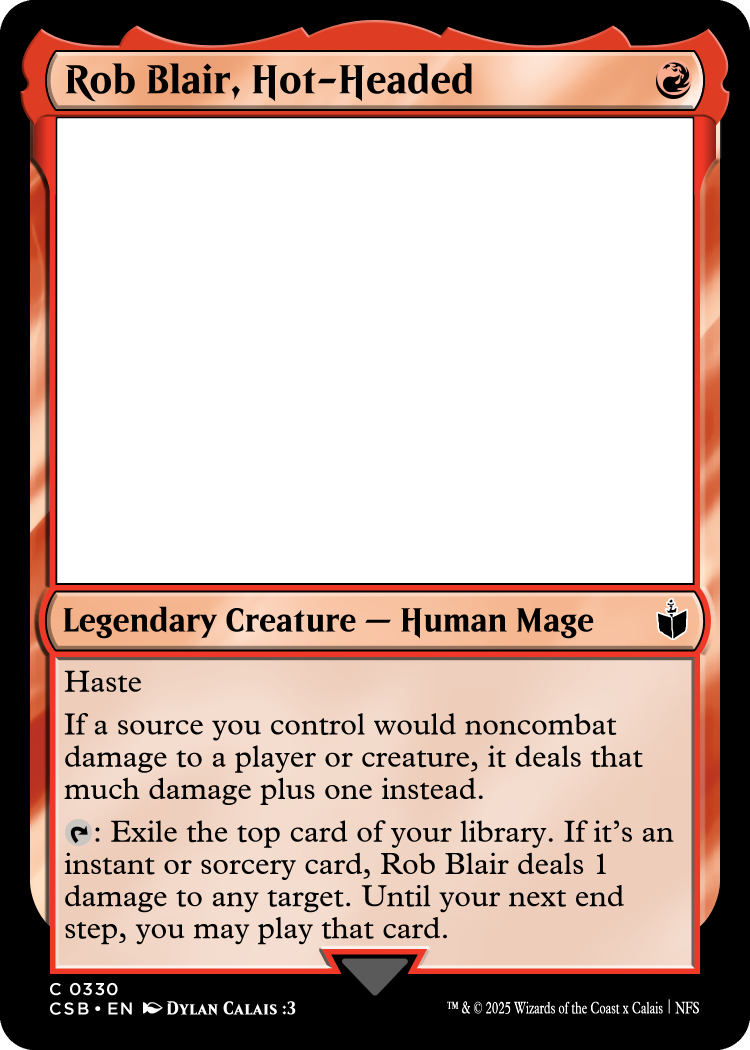 Rob Blair, Hot-Headed
Legendary Creature — Human Mage
Haste
If a source you control would noncombat
damage to a player or creature, it deals that
much damage plus one instead.
: Exile the top card of your library. If it's an
instant or sorcery card, Rob Blair deals 1
damage to any target. Until your next end
step, you may play that card.
C 0330
CSB • EN Dylan Calais :3
™ & © 2025 Wizards of the Coast x Calais | NFS